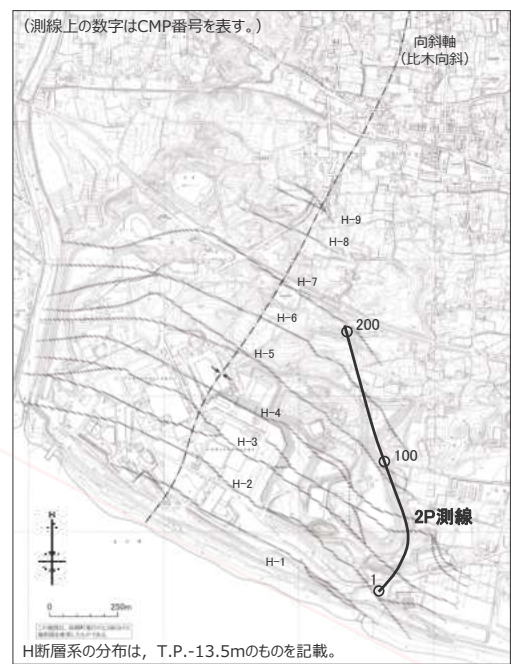 (測線上の数字はCMP番号を表す。)
向斜軸
(比木向斜)
H-9
H-8
H-7
H-6
200
H-5
H-4
100
H-3
H-2
2P測線
H-1
1
0
250m
H断層系の分布は，T.P.-13.5mのものを記載。